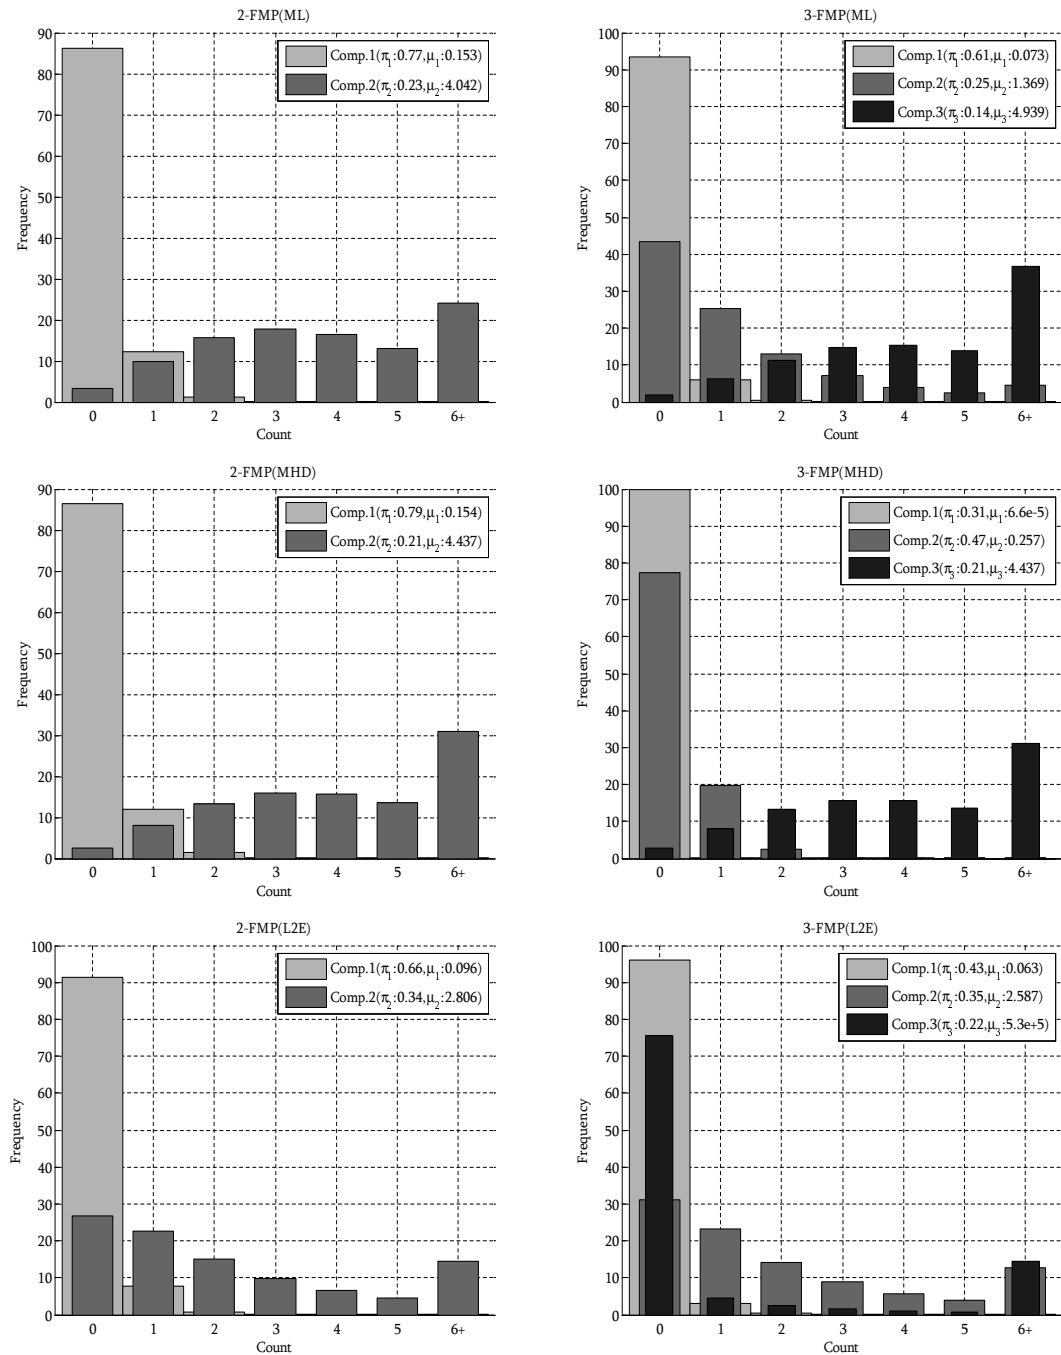 2-FMP(ML)
90
80
70
60
50
40
30
20
10
0
Frequency
Comp.1(π1:0.77,μ1:0.153)
Comp.2(π2:0.23,μ2:4.042)
0 1 2 3 4 5 6+
Count
3-FMP(ML)
100
90
80
70
60
50
40
30
20
10
0
Frequency
Comp.1(π1:0.61,μ1:0.073)
Comp.2(π2:0.25,μ2:1.369)
Comp.3(π3:0.14,μ3:4.939)
0 1 2 3 4 5 6+
Count
2-FMP(MHD)
90
80
70
60
50
40
30
20
10
0
Frequency
Comp.1(π1:0.79,μ1:0.154)
Comp.2(π2:0.21,μ2:4.437)
0 1 2 3 4 5 6+
Count
3-FMP(MHD)
100
90
80
70
60
50
40
30
20
10
0
Frequency
Comp.1(π1:0.31,μ1:6.6e-5)
Comp.2(π2:0.47,μ2:0.257)
Comp.3(π3:0.21,μ3:4.437)
0 1 2 3 4 5 6+
Count
2-FMP(L2E)
100
90
80
70
60
50
40
30
20
10
0
Frequency
Comp.1(π1:0.66,μ1:0.096)
Comp.2(π2:0.34,μ2:2.806)
0 1 2 3 4 5 6+
Count
3-FMP(L2E)
100
90
80
70
60
50
40
30
20
10
0
Frequency
Comp.1(π1:0.43,μ1:0.063)
Comp.2(π2:0.35,μ2:2.587)
Comp.3(π3:0.22,μ3:5.3e+5)
0 1 2 3 4 5 6+
Count